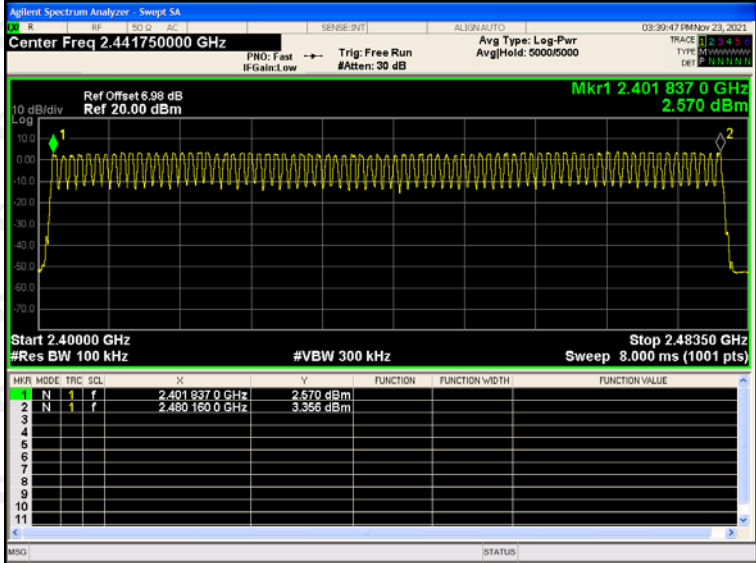 Agilent Spectrum Analyzer - Swept SA
R RF 50 Ω AC SENSE:INT ALIGN AUTO 03:39:47 PM Nov 23, 2021
Center Freq 2.441750000 GHz
PNO: Fast
IFGain:Low
Trig: Free Run
#Atten: 30 dB
Avg Type: Log-Pwr
Avg|Hold: 5000/5000
TRACE 1 2 3 4 5 6
TYPE M
DET P N N N N N
Mkr1 2.401 837 0 GHz
2.570 dBm
Ref Offset 6.98 dB
10 dB/div Ref 20.00 dBm
Log
1
2
10.0
0.00
-10.0
-20.0
-30.0
-40.0
-50.0
-60.0
-70.0
Start 2.40000 GHz Stop 2.48350 GHz
#Res BW 100 kHz #VBW 300 kHz Sweep 8.000 ms (1001 pts)
MKR MODE TRC SCL X Y FUNCTION FUNCTION WIDTH FUNCTION VALUE
1 N 1 f 2.401 837 0 GHz 2.570 dBm
2 N 1 f 2.480 160 0 GHz 3.356 dBm
3
4
5
6
7
8
9
10
11
MSG STATUS